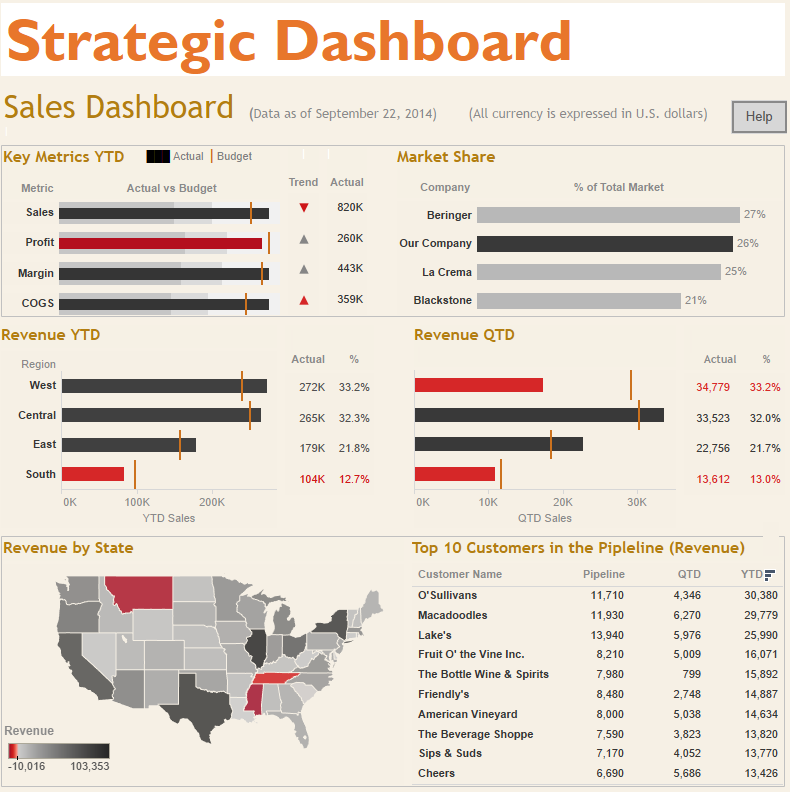 Strategic Dashboard
Sales Dashboard (Data as of September 22, 2014) (All currency is expressed in U.S. dollars) Help
Key Metrics YTD Actual Budget
Metric Actual vs Budget Trend Actual
Sales 820K
Profit 260K
Margin 443K
COGS 359K
Market Share
Company % of Total Market
Beringer 27%
Our Company 26%
La Crema 25%
Blackstone 21%
Revenue YTD
Region Actual %
West 272K 33.2%
Central 265K 32.3%
East 179K 21.8%
South 104K 12.7%
0K 100K 200K
YTD Sales
Revenue QTD
Actual %
34,779 33.2%
33,523 32.0%
22,756 21.7%
13,612 13.0%
0K 10K 20K 30K
QTD Sales
Revenue by State
Revenue
-10,016 103,353
Top 10 Customers in the Pipleline (Revenue)
Customer Name Pipeline QTD YTD
O'Sullivans 11,710 4,346 30,380
Macadoodles 11,930 6,270 29,779
Lake's 13,940 5,976 25,990
Fruit O' the Vine Inc. 8,210 5,009 16,071
The Bottle Wine & Spirits 7,980 799 15,892
Friendly's 8,480 2,748 14,887
American Vineyard 8,000 5,038 14,634
The Beverage Shoppe 7,590 3,823 13,820
Sips & Suds 7,170 4,052 13,770
Cheers 6,690 5,686 13,426